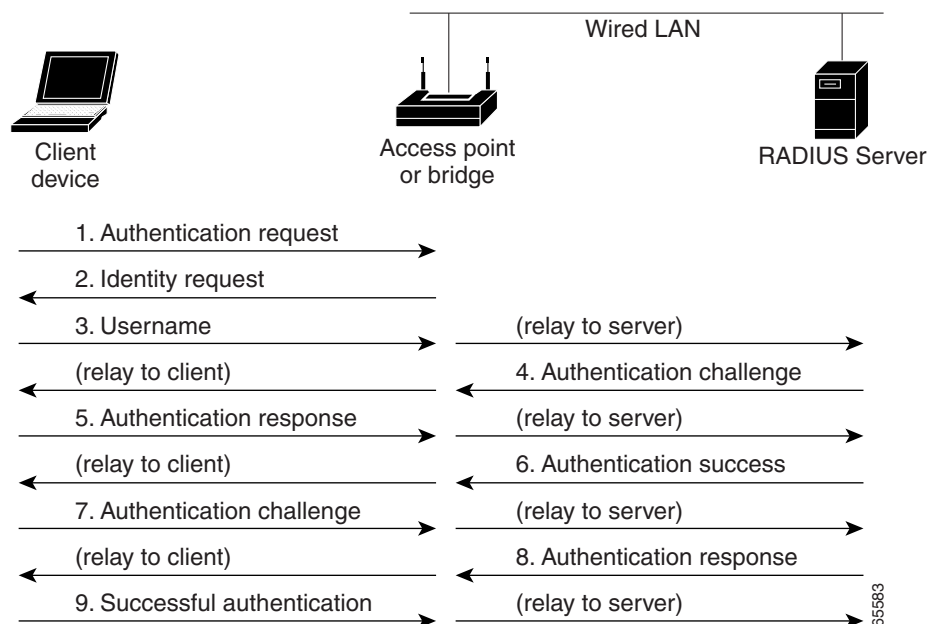 Wired LAN
Client
device
Access point
or bridge
RADIUS Server
1. Authentication request
2. Identity request
3. Username
(relay to server)
(relay to client)
4. Authentication challenge
5. Authentication response
(relay to server)
(relay to client)
6. Authentication success
7. Authentication challenge
(relay to server)
(relay to client)
8. Authentication response
9. Successful authentication
(relay to server)
65583